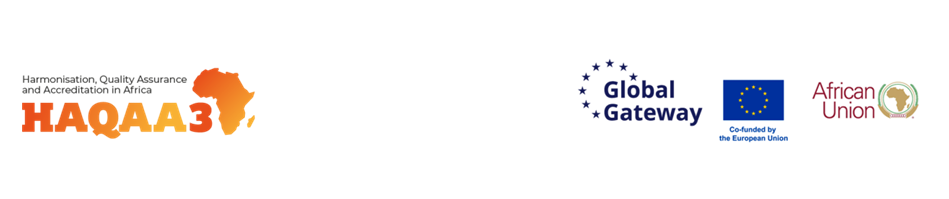 Harmonisation, Quality Assurance
and Accreditation in Africa
HAQAA3
Global
Gateway
Co-funded by
the European Union
African
Union